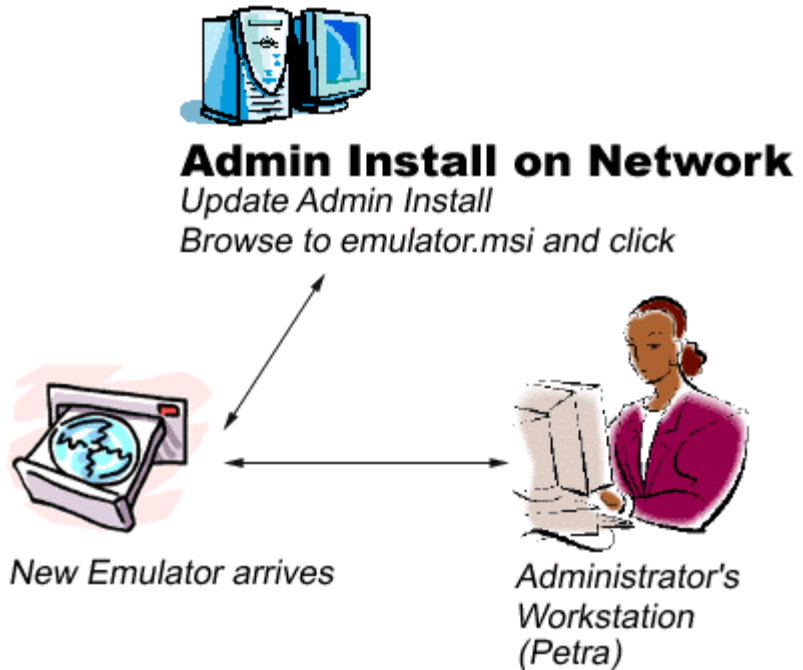 Admin Install on Network
Update Admin Install
Browse to emulator.msi and click
New Emulator arrives
Administrator's
Workstation
(Petra)